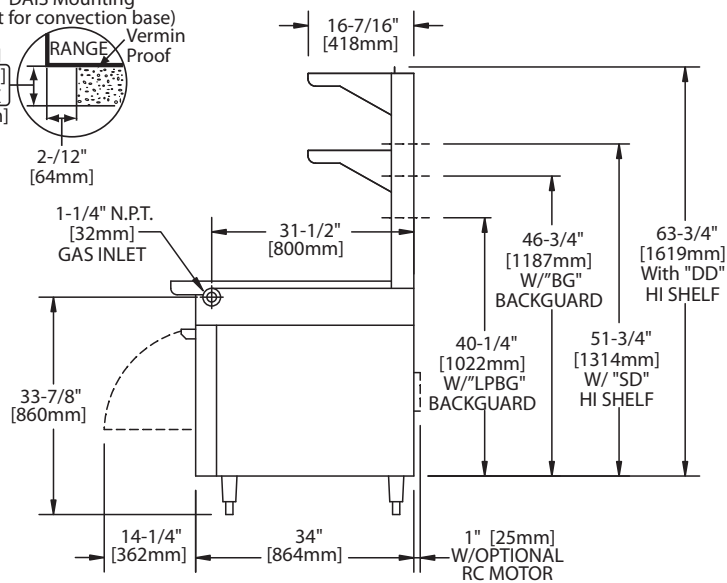 DAIS Mounting
t for convection base)
RANGE
Vermin
Proof
2-/12"
[64mm]
16-7/16"
[418mm]
1-1/4" N.P.T.
[32mm]
GAS INLET
31-1/2"
[800mm]
46-3/4"
[1187mm]
W/"BG"
BACKGUARD
63-3/4"
[1619mm]
With "DD"
HI SHELF
51-3/4"
[1314mm]
W/ "SD"
HI SHELF
40-1/4"
[1022mm]
W/"LPBG"
BACKGUARD
33-7/8"
[860mm]
14-1/4"
[362mm]
34"
[864mm]
1" [25mm]
W/OPTIONAL
RC MOTOR